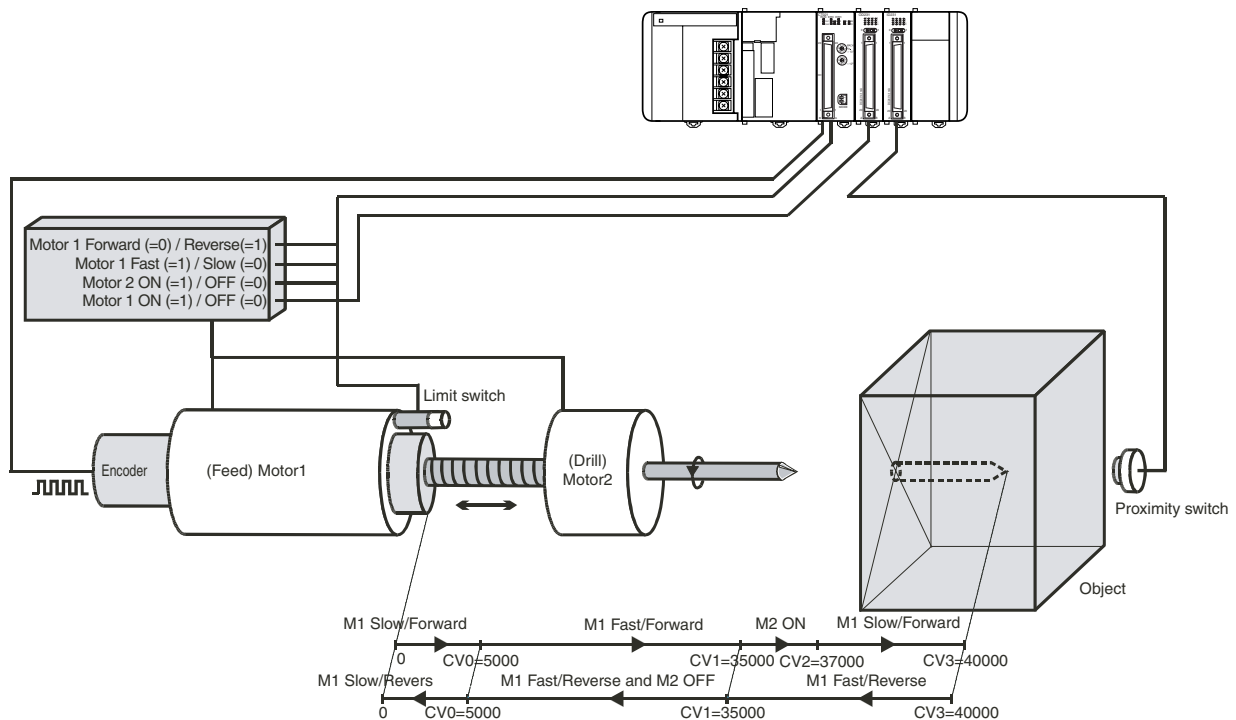 Motor 1 Forward (=0) / Reverse(=1)
Motor 1 Fast (=1) / Slow (=0)
Motor 2 ON (=1) / OFF (=0)
Motor 1 ON (=1) / OFF (=0)
Limit switch
Encoder
(Feed) Motor1
(Drill)
Motor2
Proximity switch
Object
M1 Slow/Forward
M1 Fast/Forward
M2 ON
M1 Slow/Forward
0
CV0=5000
CV1=35000
CV2=37000
CV3=40000
M1 Slow/Revers
M1 Fast/Reverse and M2 OFF
M1 Fast/Reverse
0
CV0=5000
CV1=35000
CV3=40000